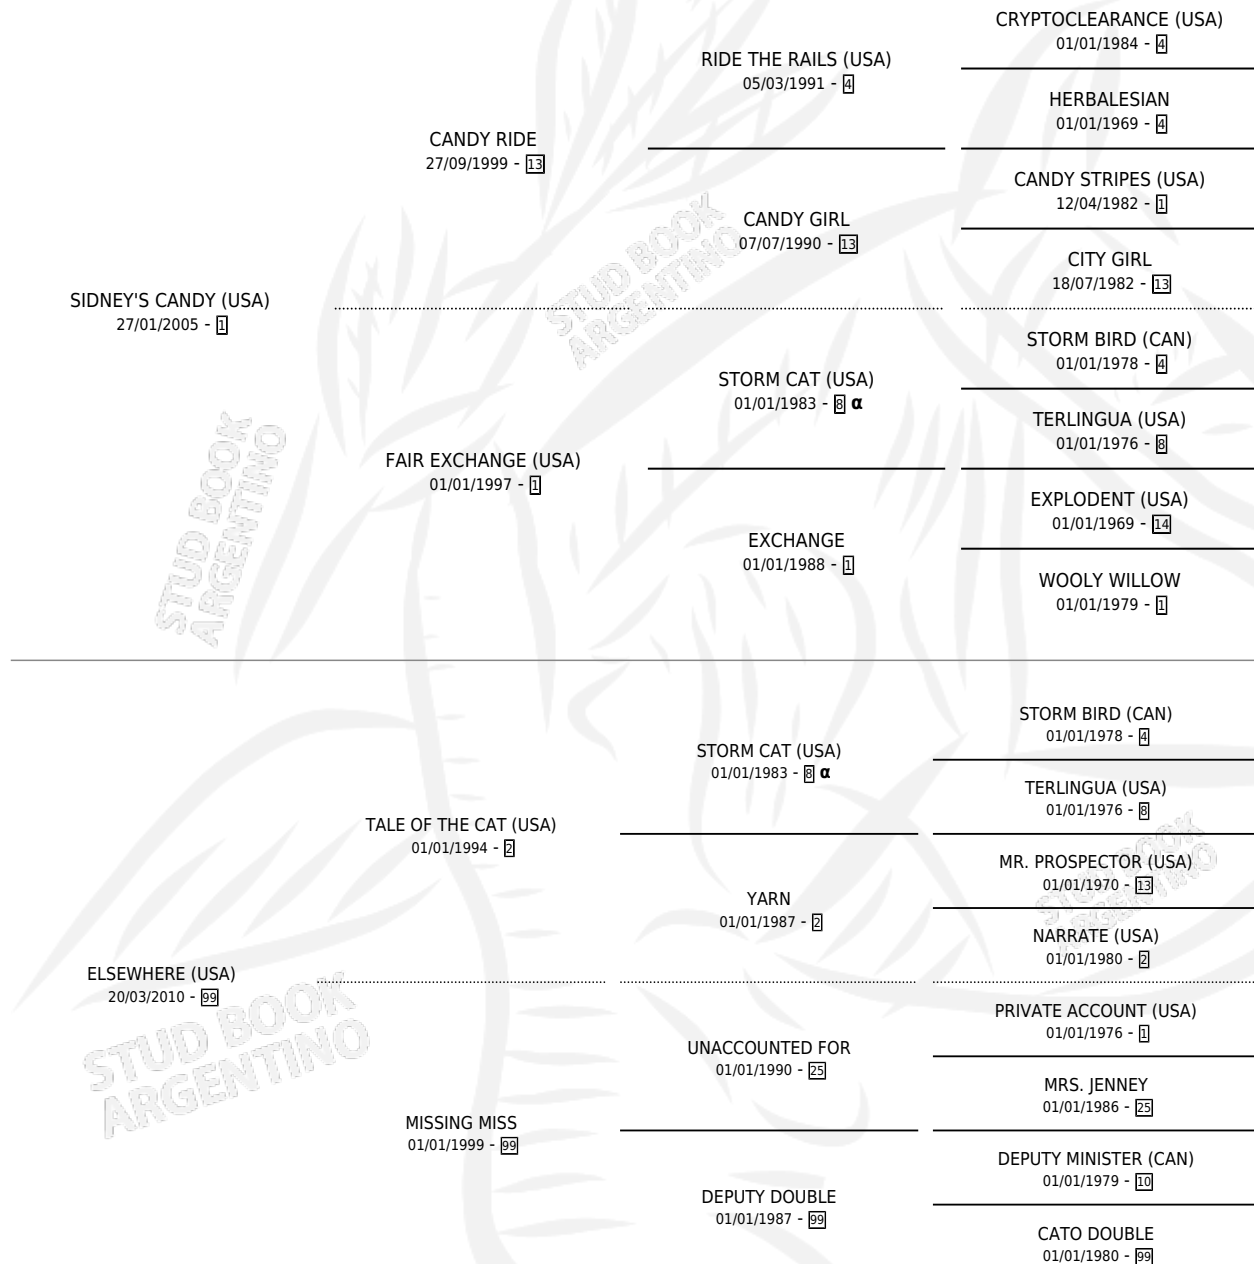 CRYPTOCLEARANCE (USA)
01/01/1984 - 4
RIDE THE RAILS (USA)
05/03/1991 - 4
HERBALESIAN
01/01/1969 - 4
CANDY RIDE
27/09/1999 - 13
CANDY STRIPES (USA)
12/04/1982 - 1
CANDY GIRL
07/07/1990 - 13
CITY GIRL
18/07/1982 - 13
SIDNEY'S CANDY (USA)
27/01/2005 - 1
STORM BIRD (CAN)
01/01/1978 - 4
STORM CAT (USA)
01/01/1983 - 8 α
TERLINGUA (USA)
01/01/1976 - 8
FAIR EXCHANGE (USA)
01/01/1997 - 1
EXPLODENT (USA)
01/01/1969 - 14
EXCHANGE
01/01/1988 - 1
WOOLY WILLOW
01/01/1979 - 1
STORM BIRD (CAN)
01/01/1978 - 4
STORM CAT (USA)
01/01/1983 - 8 α
TERLINGUA (USA)
01/01/1976 - 8
TALE OF THE CAT (USA)
01/01/1994 - 2
MR. PROSPECTOR (USA)
01/01/1970 - 13
YARN
01/01/1987 - 2
NARRATE (USA)
01/01/1980 - 2
ELSEWHERE (USA)
20/03/2010 - 99
PRIVATE ACCOUNT (USA)
01/01/1976 - 1
UNACCOUNTED FOR
01/01/1990 - 25
MRS. JENNEY
01/01/1986 - 25
MISSING MISS
01/01/1999 - 99
DEPUTY MINISTER (CAN)
01/01/1979 - 10
DEPUTY DOUBLE
01/01/1987 - 99
CATO DOUBLE
01/01/1980 - 99
STUD BOOK
ARGENTINO
STUD BOOK
ARGENTINO
STUD BOOK
ARGENTINO
STUD BOOK
ARGENTINO